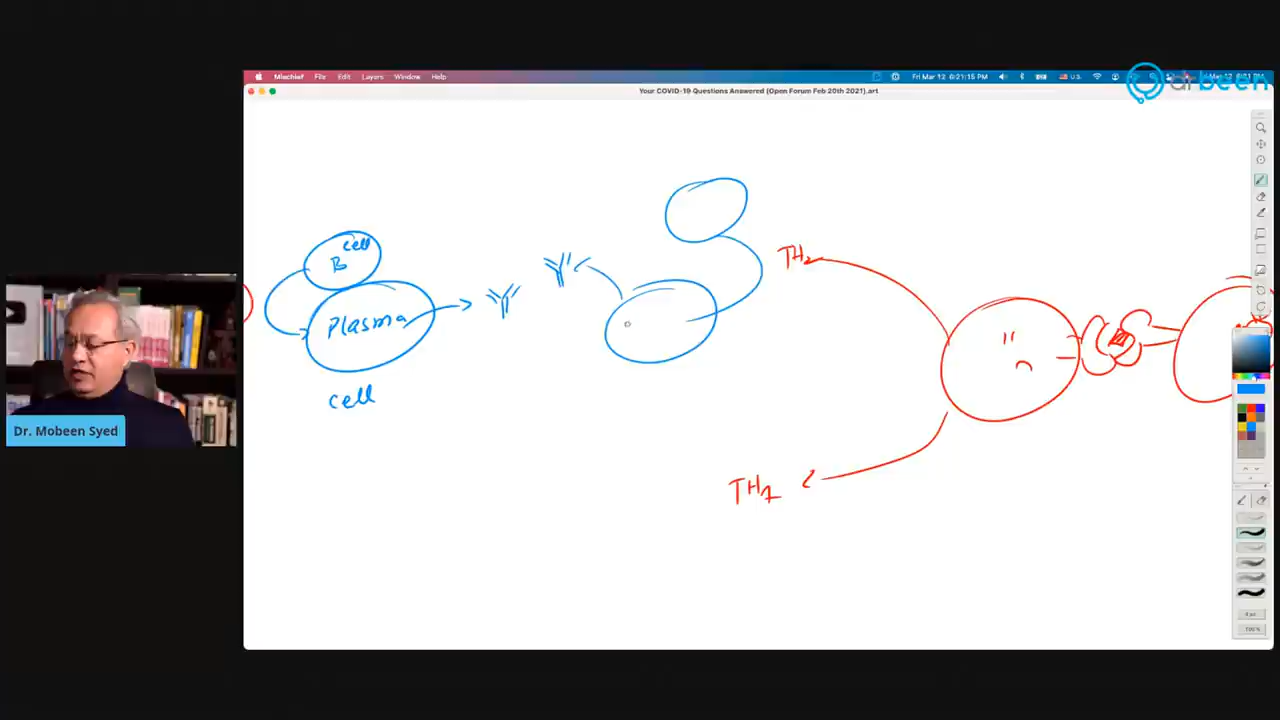 Mischief File Edit Layers Window Help
U.S.
Fri Mar 12 6:21:15 PM
Your COVID-19 Questions Answered (Open Forum Feb 20th 2021).art
drbeen
cell
B
Plasma
cell
TH2
TH1
Dr. Mobeen Syed